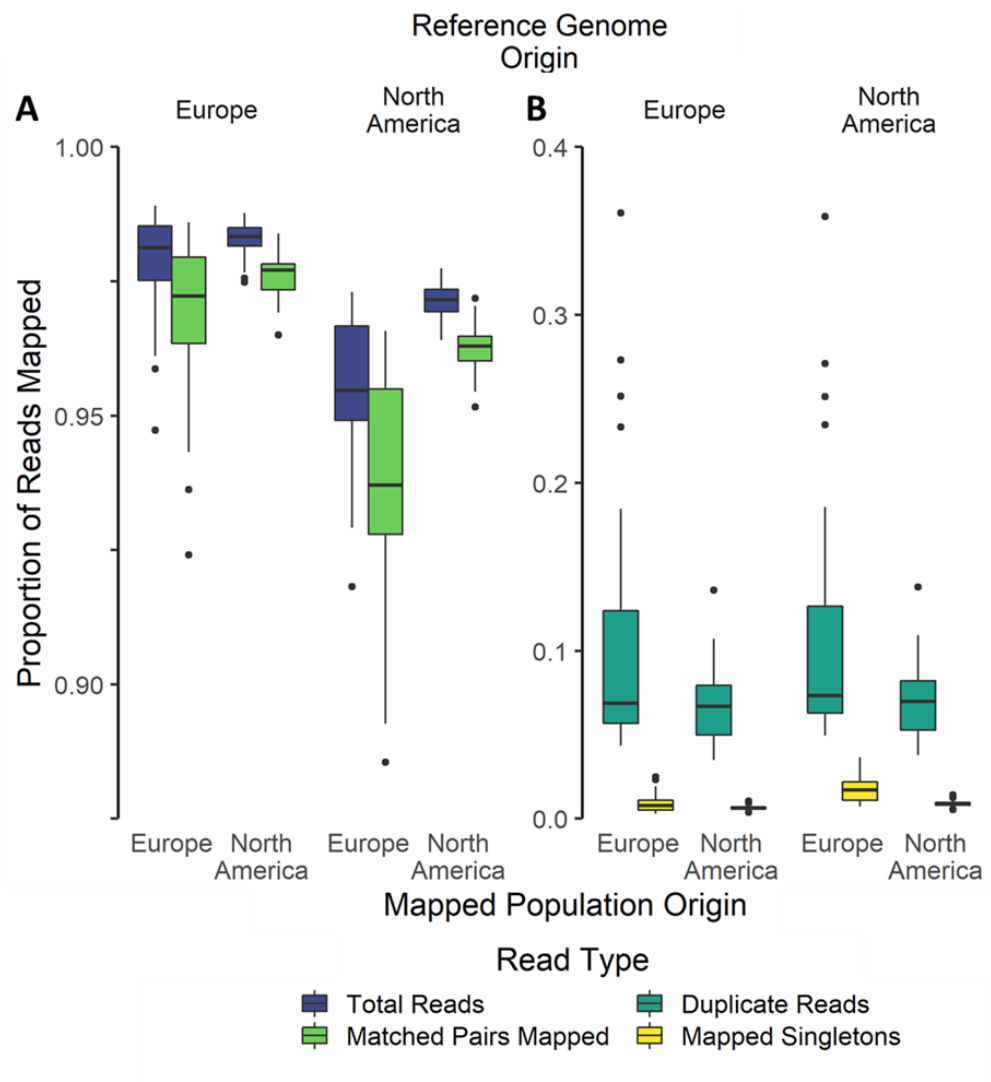 Reference Genome
Origin
A
Europe
North
America
B
Europe
North
America
1.00
0.95
0.90
Proportion of Reads Mapped
0.4
0.3
0.2
0.1
0.0
Europe
North
America
Europe
North
America
Europe
North
America
Europe
North
America
Mapped Population Origin
Read Type
Total Reads
Duplicate Reads
Matched Pairs Mapped
Mapped Singletons